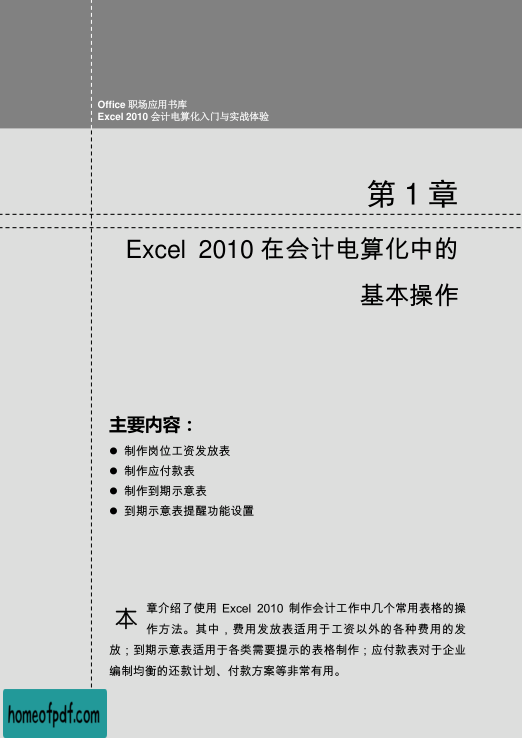 Office 职场应用书库
Excel 2010 会计电算化入门与实战体验
第 1 章
Excel 2010 在会计电算化中的
基本操作
主要内容：
● 制作岗位工资发放表
● 制作应付款表
● 制作到期示意表
● 到期示意表提醒功能设置
本章介绍了使用 Excel 2010 制作会计工作中几个常用表格的操
作方法。其中，费用发放表适用于工资以外的各种费用的发
放；到期示意表适用于各类需要提示的表格制作；应付款表对于企业
编制均衡的还款计划、付款方案等非常有用。
homeofpdf.com